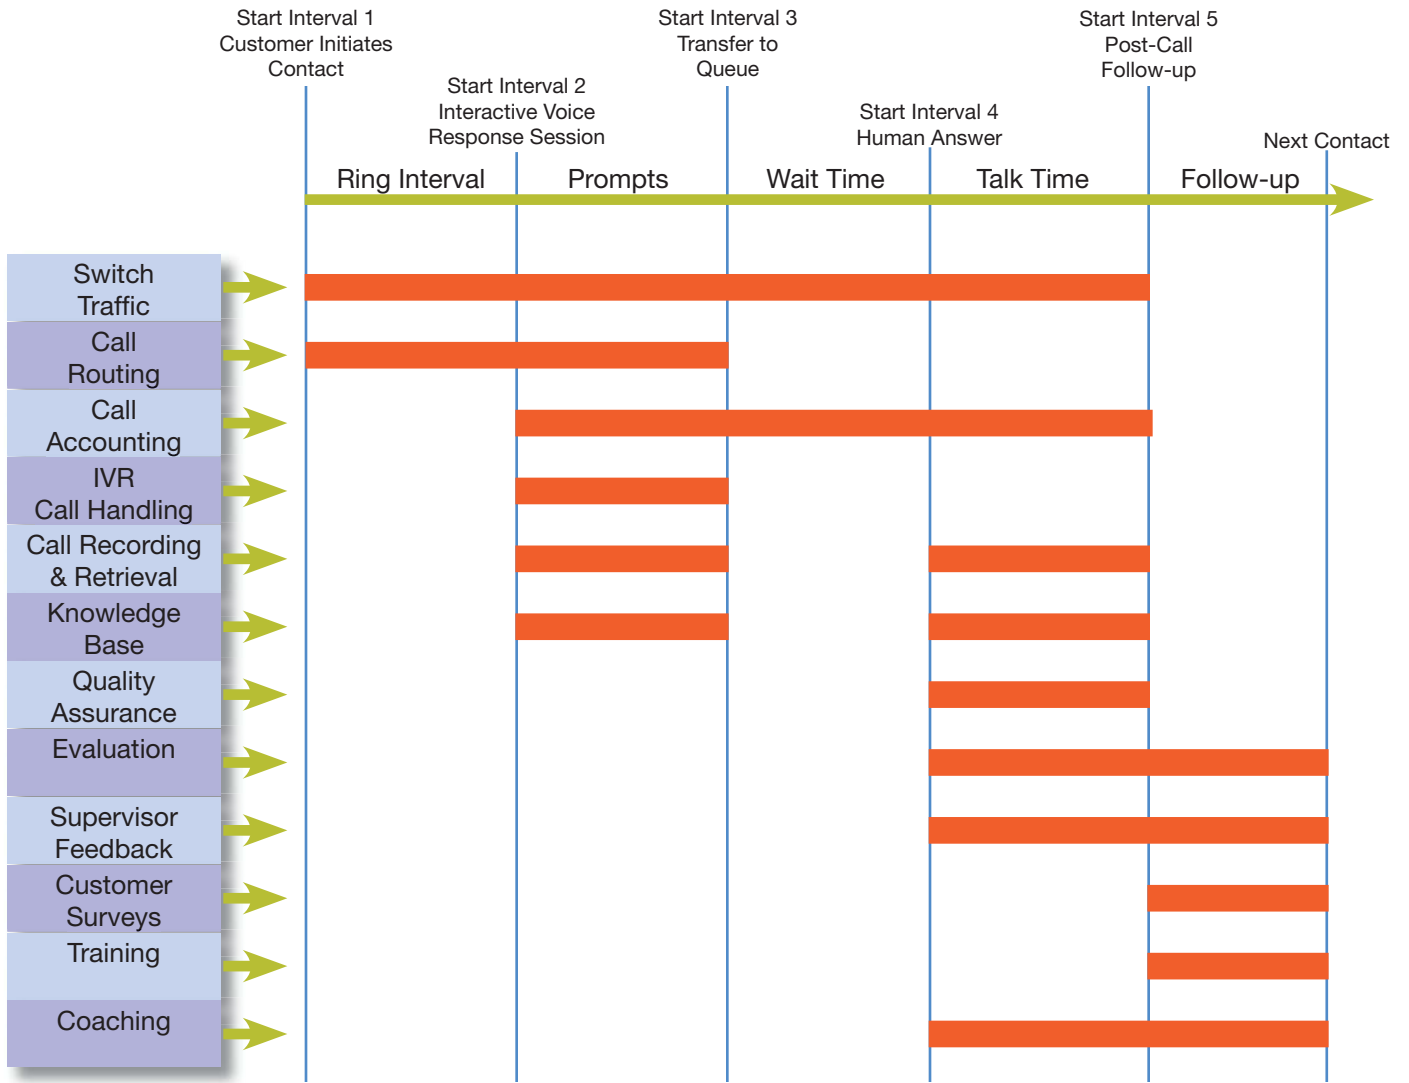 Start Interval 1
Customer Initiates
Contact
Start Interval 2
Interactive Voice
Response Session
Start Interval 3
Transfer to
Queue
Start Interval 4
Human Answer
Start Interval 5
Post-Call
Follow-up
Next Contact
Ring Interval
Prompts
Wait Time
Talk Time
Follow-up
Switch
Traffic
Call
Routing
Call
Accounting
IVR
Call Handling
Call Recording
& Retrieval
Knowledge
Base
Quality
Assurance
Evaluation
Supervisor
Feedback
Customer
Surveys
Training
Coaching